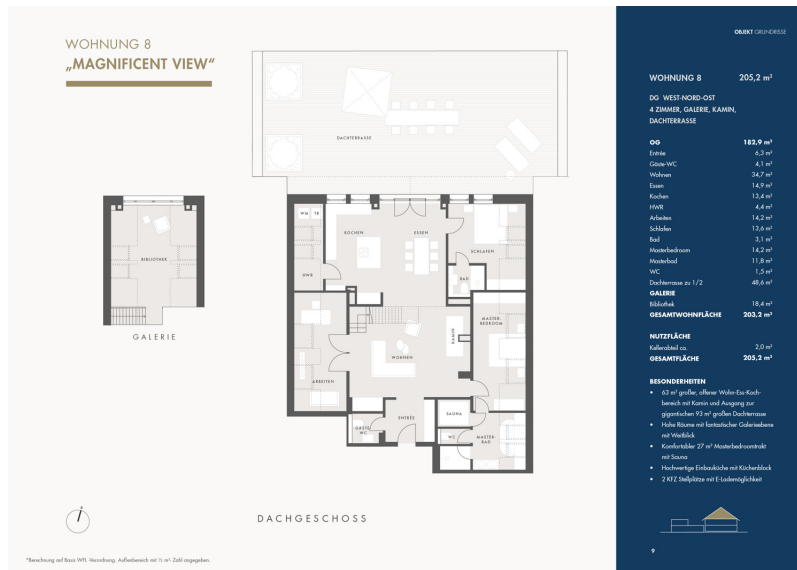 WOHNUNG 8
„MAGNIFICENT VIEW“
DACHTERRASSE
BIBLIOTHEK
GALERIE
WM TR
KOCHEN
ESSEN
SCHLAFEN
HWR
BAD
MASTER-
BEDROOM
KAMIN
WOHNEN
ARBEITEN
GÄSTE
WC
ENTRÉE
SAUNA
WC
MASTER-
BAD
DACHGESCHOSS
*Berechnung auf Basis WFL -Verordnung. Außenbereich mit ½ m²- Zahl angegeben.
OBJEKT GRUNDRISSE
WOHNUNG 8 205,2 m²
DG WEST-NORD-OST
4 ZIMMER, GALERIE, KAMIN,
DACHTERRASSE
OG 182,9 m²
Entrée 6,3 m²
Gäste-WC 4,1 m²
Wohnen 34,7 m²
Essen 14,9 m²
Kochen 13,4 m²
HWR 4,4 m²
Arbeiten 14,2 m²
Schlafen 13,6 m²
Bad 3,1 m²
Masterbedroom 14,2 m²
Masterbad 11,8 m²
WC 1,5 m²
Dachterrasse zu 1/2 48,6 m²
GALERIE
Bibliothek 18,4 m²
GESAMTWOHNFLÄCHE 203,2 m²
NUTZFLÄCHE
Kellerabteil ca. 2,0 m²
GESAMTFLÄCHE 205,2 m²
BESONDERHEITEN
• 63 m² großer, offener Wohn-Ess-Koch-
bereich mit Kamin und Ausgang zur
gigantischen 93 m² großen Dachterrasse
• Hohe Räume mit fantastischer Galerieebene
mit Weitblick
• Komfortabler 27 m² Masterbedroomtrakt
mit Sauna
• Hochwertige Einbauküche mit Küchenblock
• 2 KFZ Stellplätze mit E-Lademöglichkeit
9